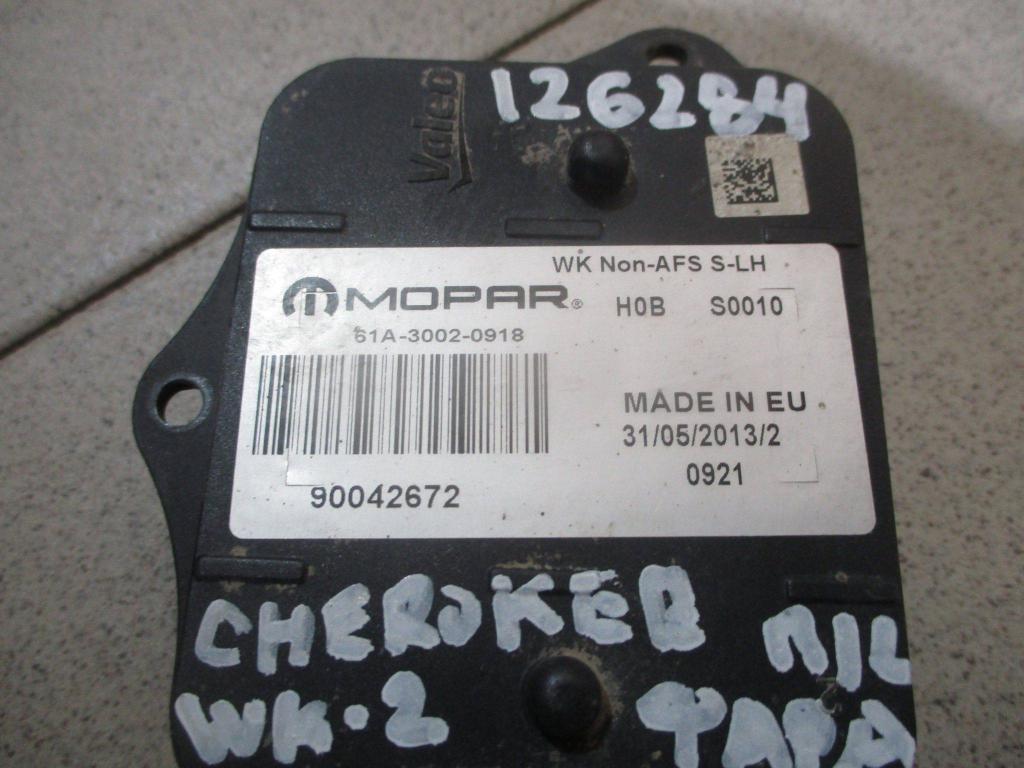 126284
Valeo
WK Non-AFS S-LH
MOPAR® H0B S0010
61A-3002-0918
MADE IN EU
31/05/2013/2
0921
90042672
CHEROKEE П/L
WK·2 ФАРА